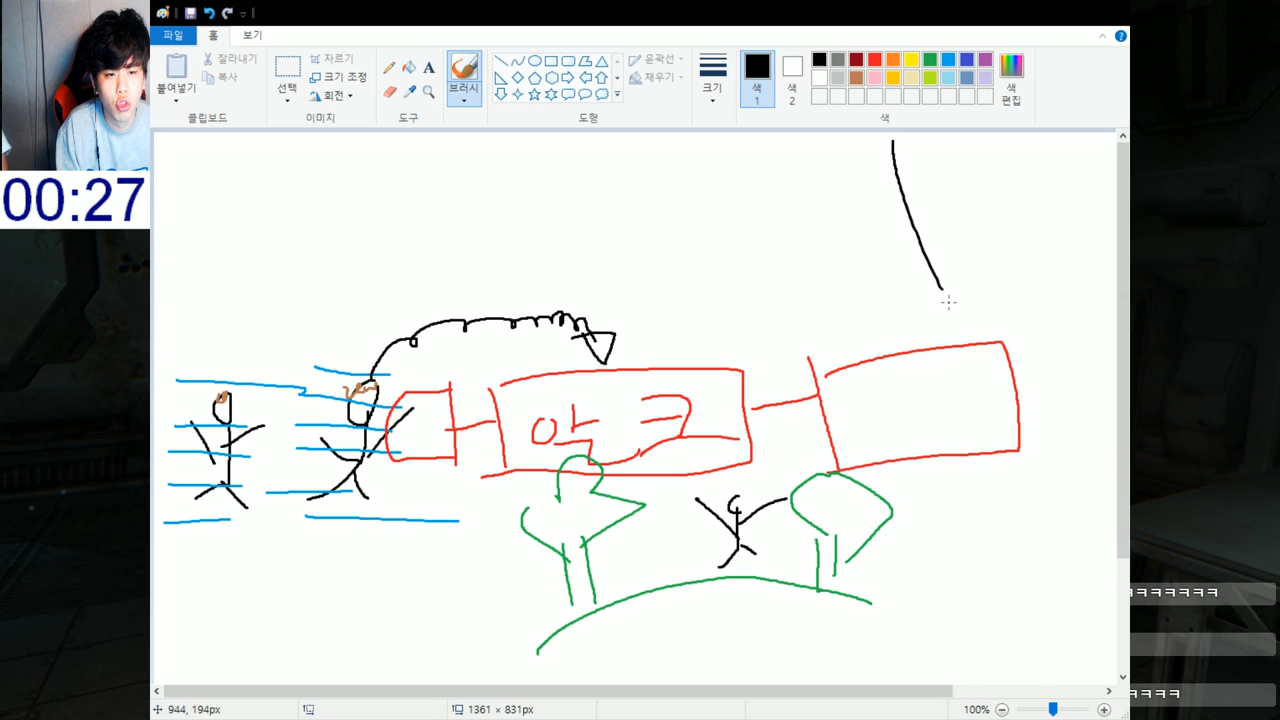 파일 홈 보기
붙여넣기
잘라내기
복사
클립보드
선택
자르기
크기 조정
회전
이미지
A
도구
브러시
윤곽선
채우기
도형
크기
색 1
색 2
색 편집
색
00:27
ㅋㅋㅋㅋㅋㅋㅋ
ㅋㅋㅋㅋ
944, 194px
1361 × 831px
100%